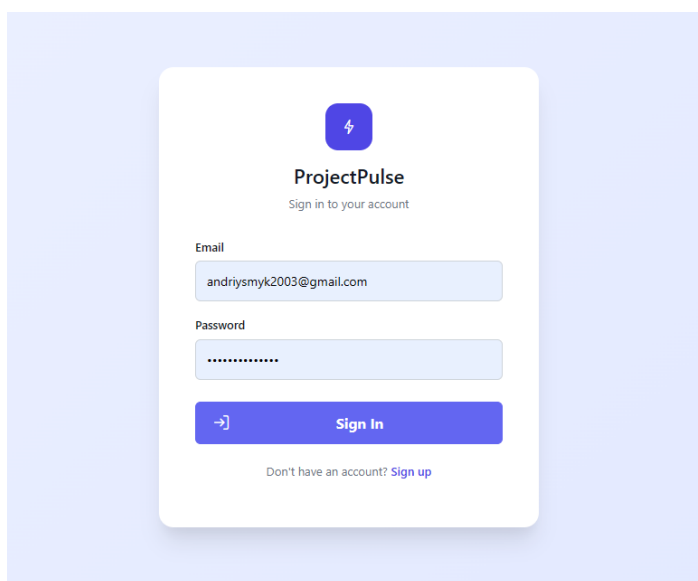 ProjectPulse
Sign in to your account
Email
andriysmyk2003@gmail.com
Password
••••••••••••••
Sign In
Don't have an account? Sign up